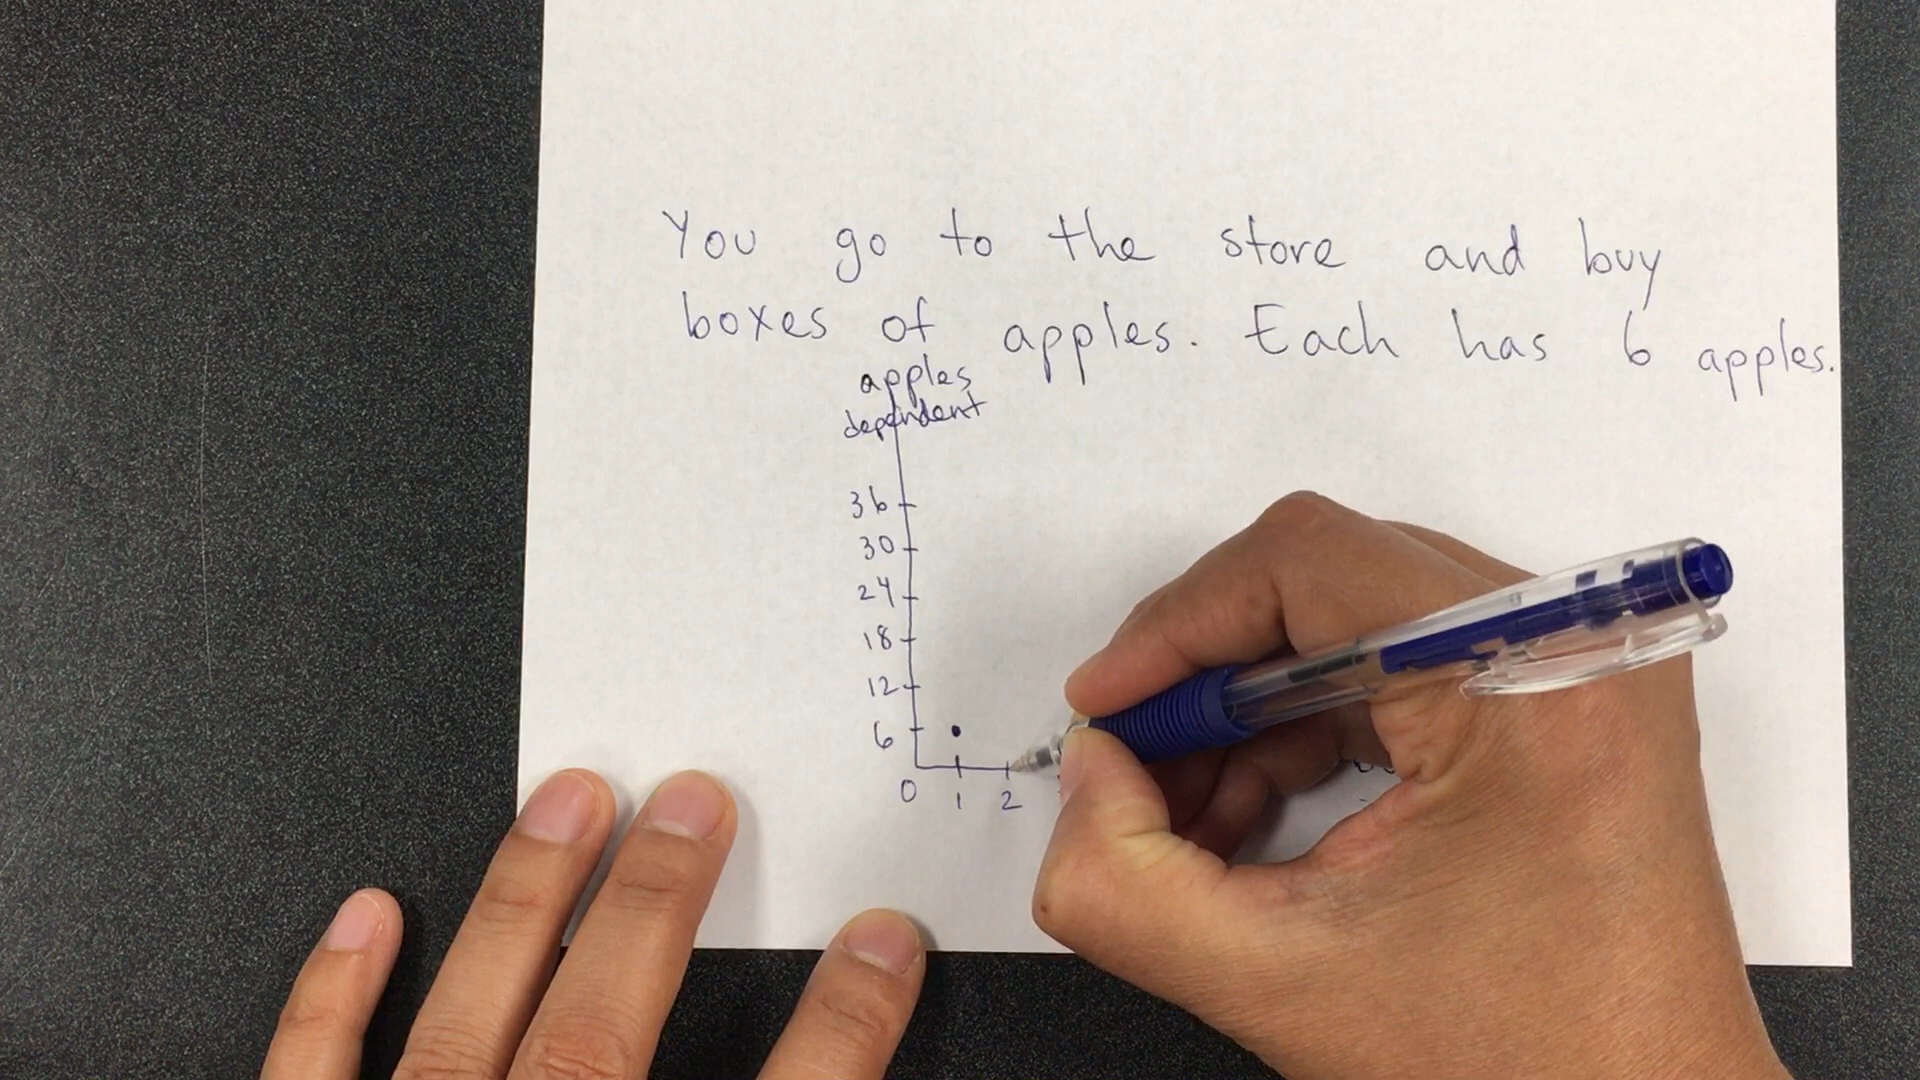 You go to the store and buy
boxes of apples. Each has 6 apples.
apples
dependent
36
30
24
18
12
6
0 1 2